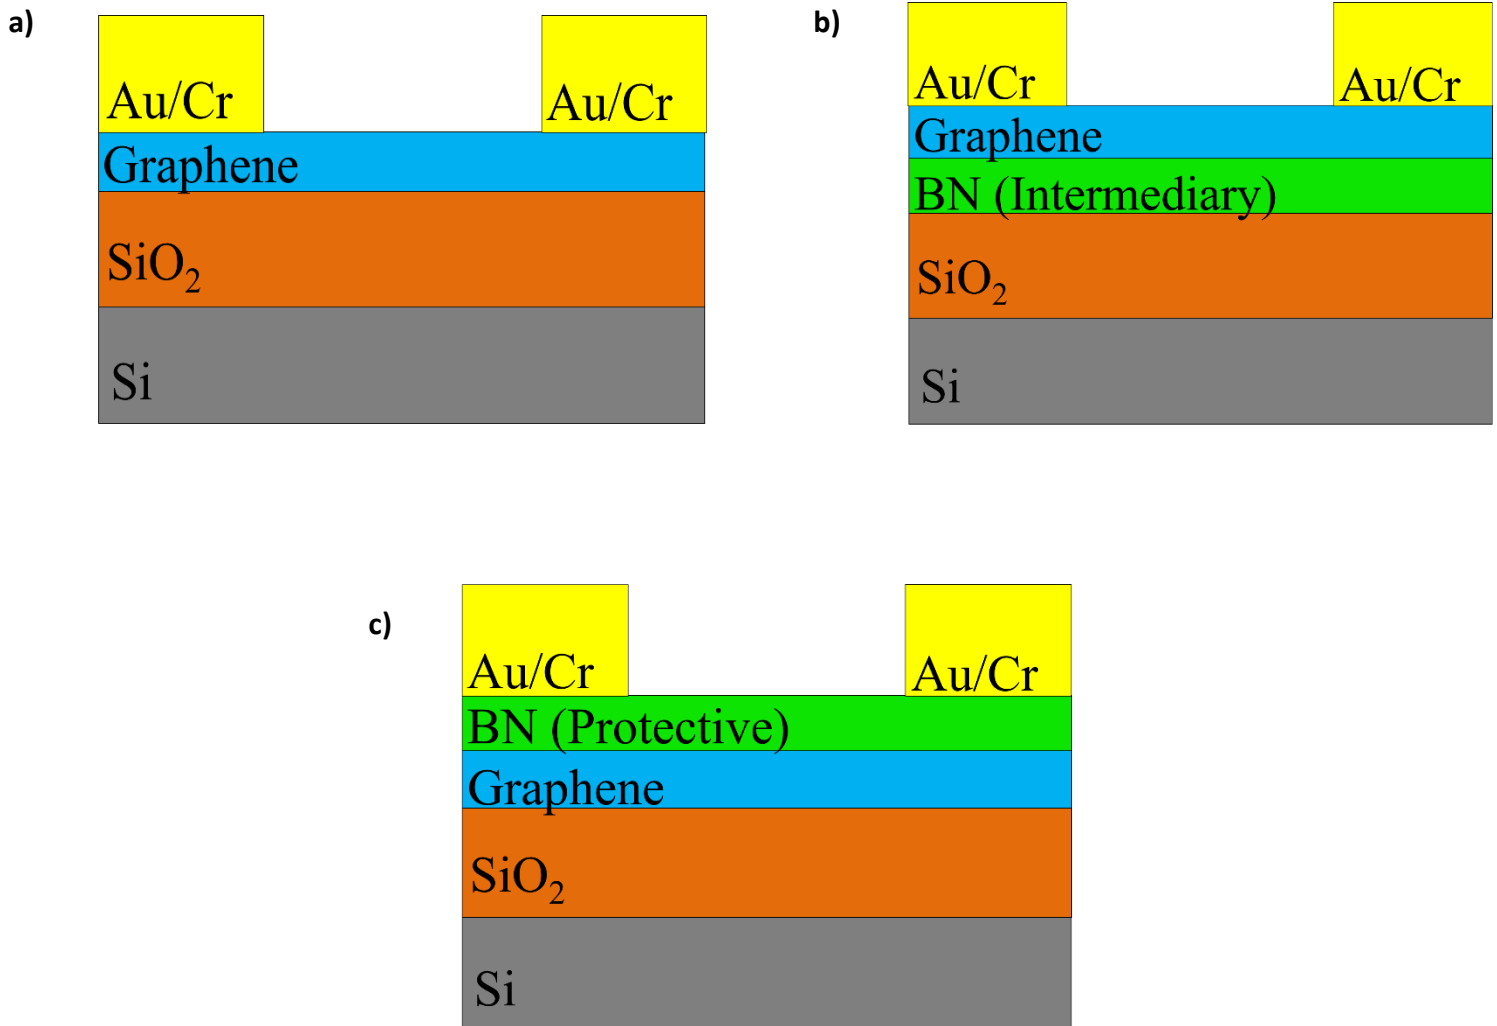 a)
Au/Cr
Au/Cr
Graphene
SiO₂
Si
b)
Au/Cr
Au/Cr
Graphene
BN (Intermediary)
SiO₂
Si
c)
Au/Cr
Au/Cr
BN (Protective)
Graphene
SiO₂
Si